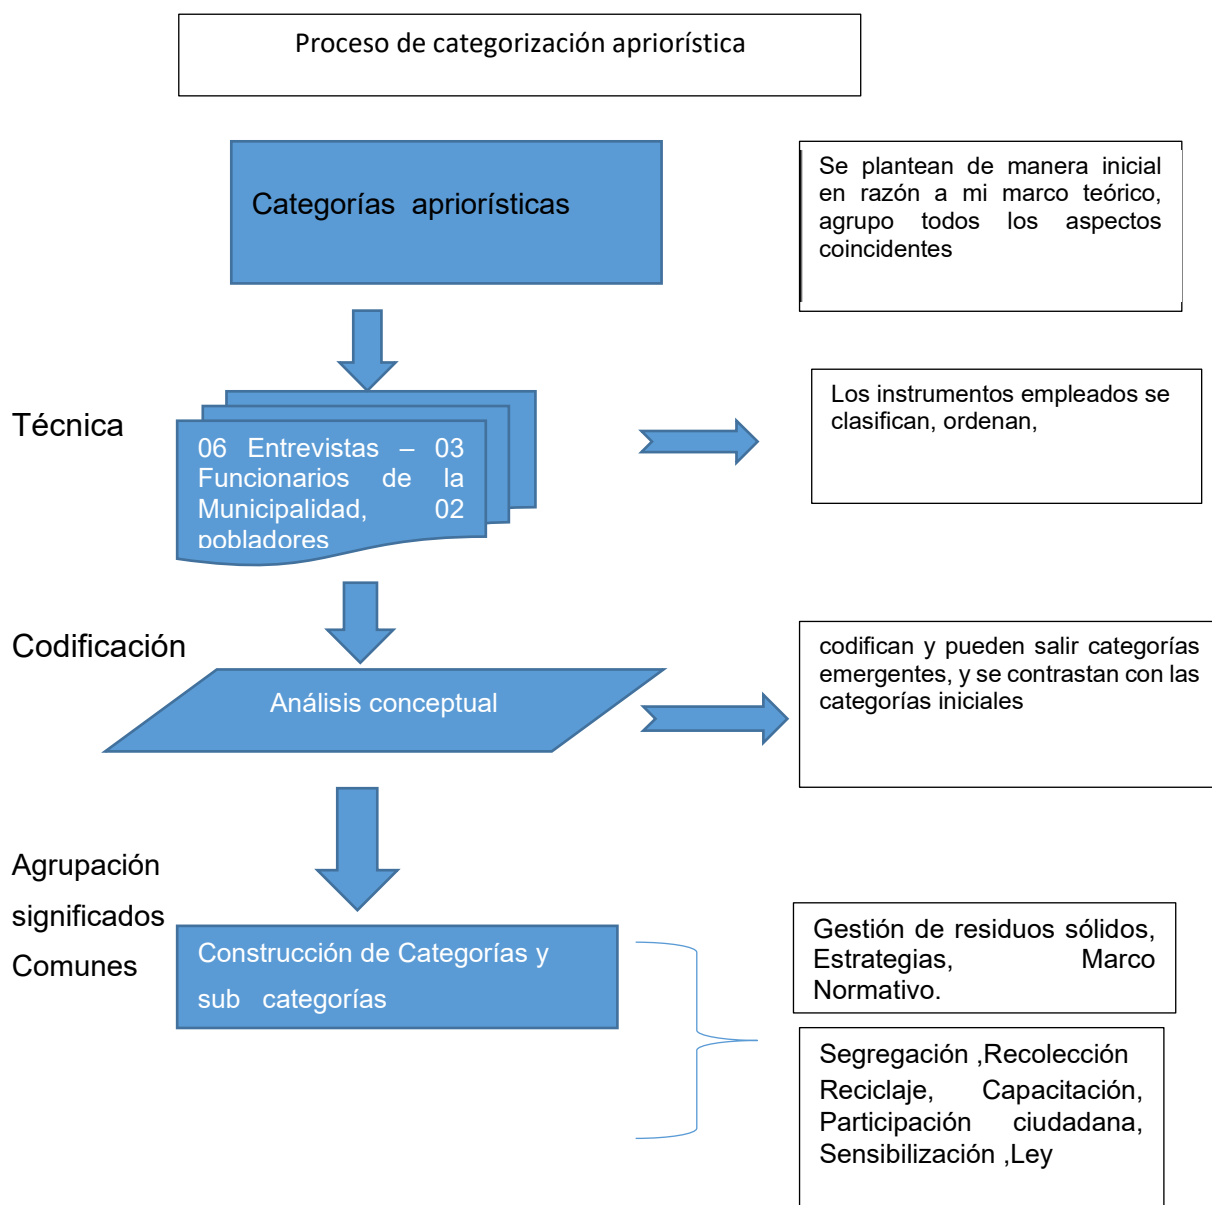 Proceso de categorización apriorística
Categorías apriorísticas
Se plantean de manera inicial
en razón a mi marco teórico,
agrupo todos los aspectos
coincidentes
Técnica
06 Entrevistas – 03
Funcionarios de la
Municipalidad, 02
pobladores
Los instrumentos empleados se
clasifican, ordenan,
Codificación
Análisis conceptual
codifican y pueden salir categorías
emergentes, y se contrastan con las
categorías iniciales
Agrupación
significados
Comunes
Construcción de Categorías y
sub categorías
Gestión de residuos sólidos,
Estrategias, Marco
Normativo.
Segregación ,Recolección
Reciclaje, Capacitación,
Participación ciudadana,
Sensibilización ,Ley